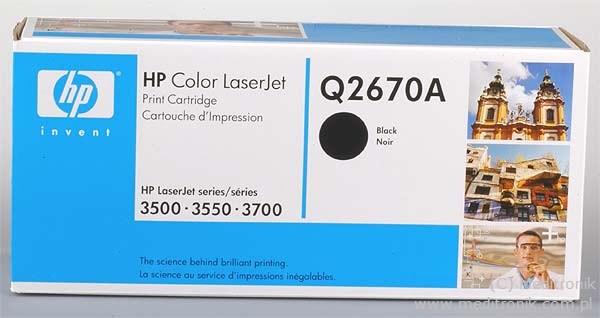 hp
invent
HP Color LaserJet
Print Cartridge
Cartouche d'Impression
HP LaserJet series/séries
3500 · 3550 · 3700
The science behind brilliant printing.
La science au service d'impressions inégalables.
Q2670A
Black
Noir
(C) Meditronik
www.meditronik.com.pl